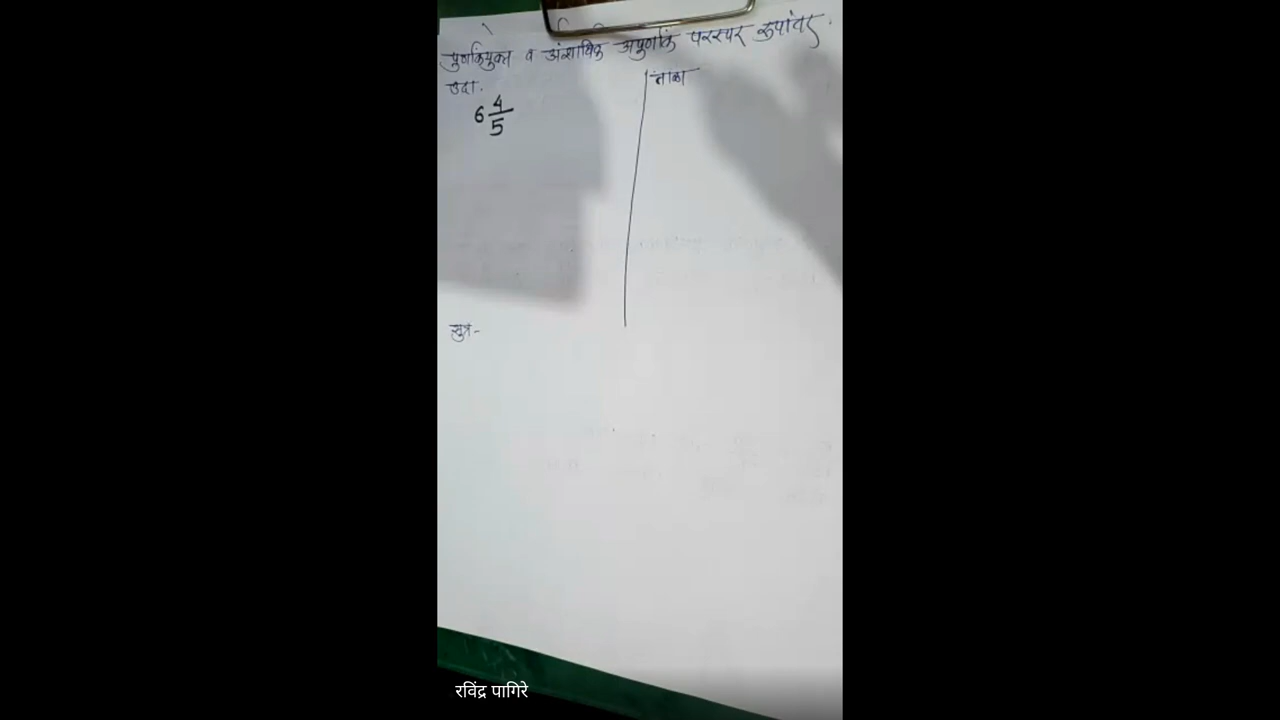 पुर्णांकयुक्त व अंशाधिक अपुर्णांक परस्पर रुपांतर.
उदा.
ताळा
6 4/5
सुत्र -
रविंद्र पागिरे